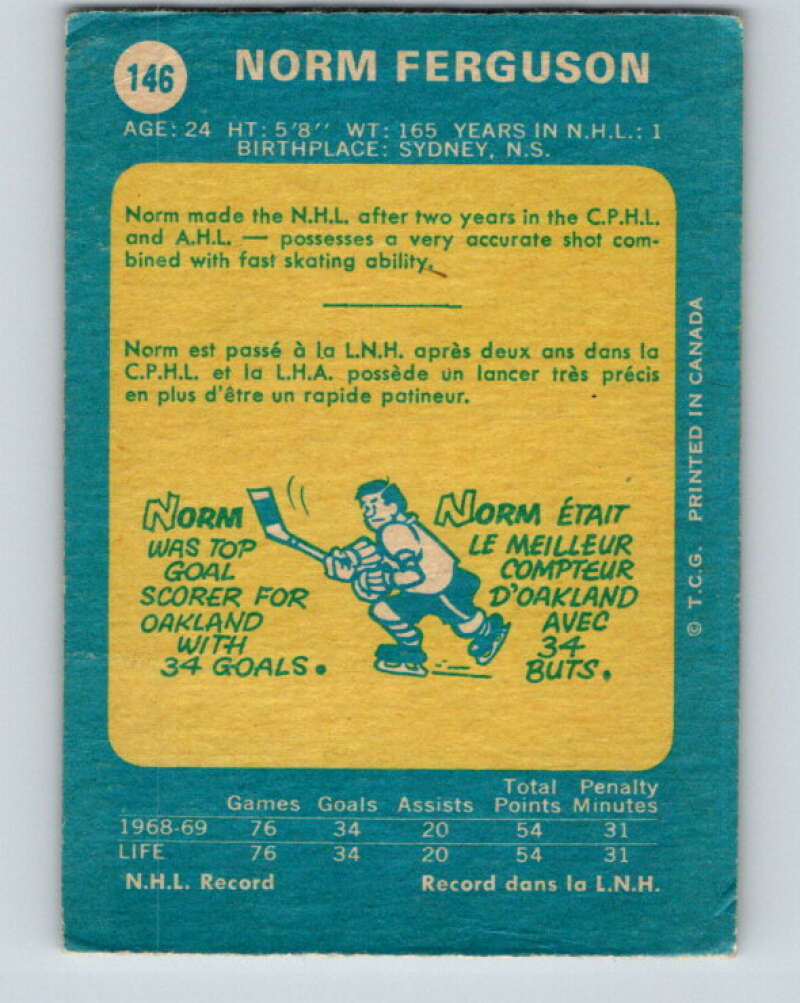 146
NORM FERGUSON
AGE: 24 HT: 5'8'' WT: 165 YEARS IN N.H.L.: 1
BIRTHPLACE: SYDNEY, N.S.
Norm made the N.H.L. after two years in the C.P.H.L.
and A.H.L. — possesses a very accurate shot com-
bined with fast skating ability.
Norm est passé à la L.N.H. après deux ans dans la
C.P.H.L. et la L.H.A. possède un lancer très précis
en plus d'être un rapide patineur.
NORM
WAS TOP
GOAL
SCORER FOR
OAKLAND
WITH
34 GOALS.
NORM ÉTAIT
LE MEILLEUR
COMPTEUR
D'OAKLAND
AVEC
34
BUTS.
© T.C.G. PRINTED IN CANADA
Total Penalty
Games Goals Assists Points Minutes
1968-69 76 34 20 54 31
LIFE 76 34 20 54 31
N.H.L. Record Record dans la L.N.H.